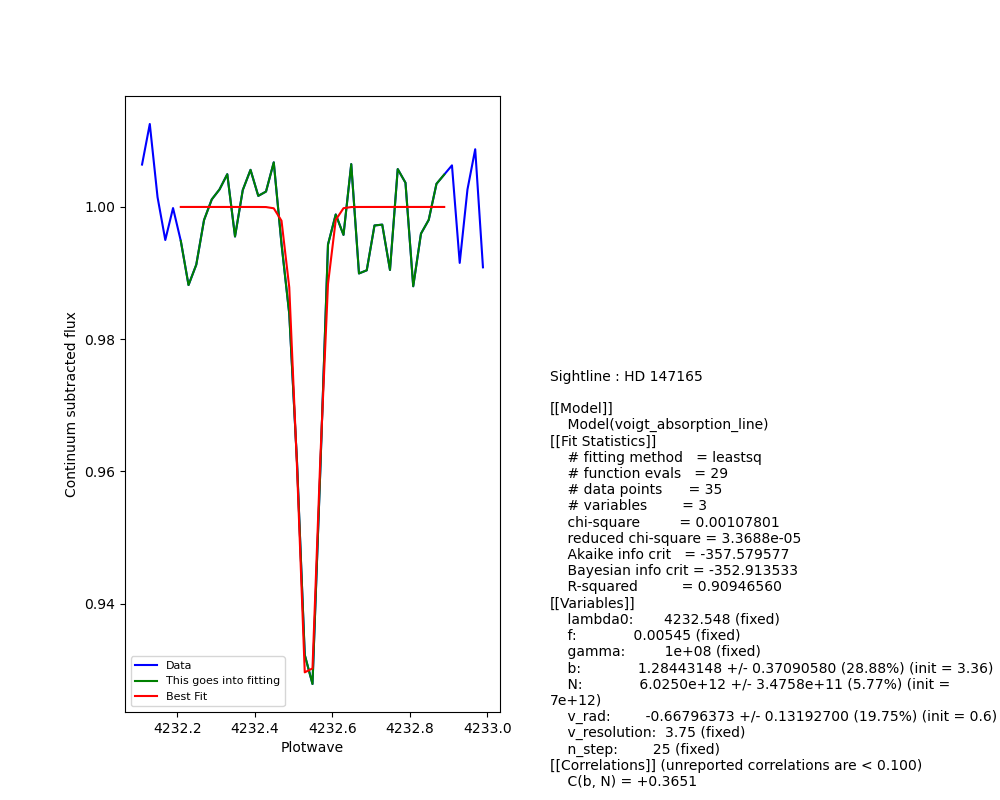 1.00
0.98
0.96
0.94
Continuum subtracted flux
Data
This goes into fitting
Best Fit
4232.2 4232.4 4232.6 4232.8 4233.0
Plotwave
Sightline : HD 147165
[[Model]]
Model(voigt_absorption_line)
[[Fit Statistics]]
# fitting method = leastsq
# function evals = 29
# data points = 35
# variables = 3
chi-square = 0.00107801
reduced chi-square = 3.3688e-05
Akaike info crit = -357.579577
Bayesian info crit = -352.913533
R-squared = 0.90946560
[[Variables]]
lambda0: 4232.548 (fixed)
f: 0.00545 (fixed)
gamma: 1e+08 (fixed)
b: 1.28443148 +/- 0.37090580 (28.88%) (init = 3.36)
N: 6.0250e+12 +/- 3.4758e+11 (5.77%) (init =
7e+12)
v_rad: -0.66796373 +/- 0.13192700 (19.75%) (init = 0.6)
v_resolution: 3.75 (fixed)
n_step: 25 (fixed)
[[Correlations]] (unreported correlations are < 0.100)
C(b, N) = +0.3651